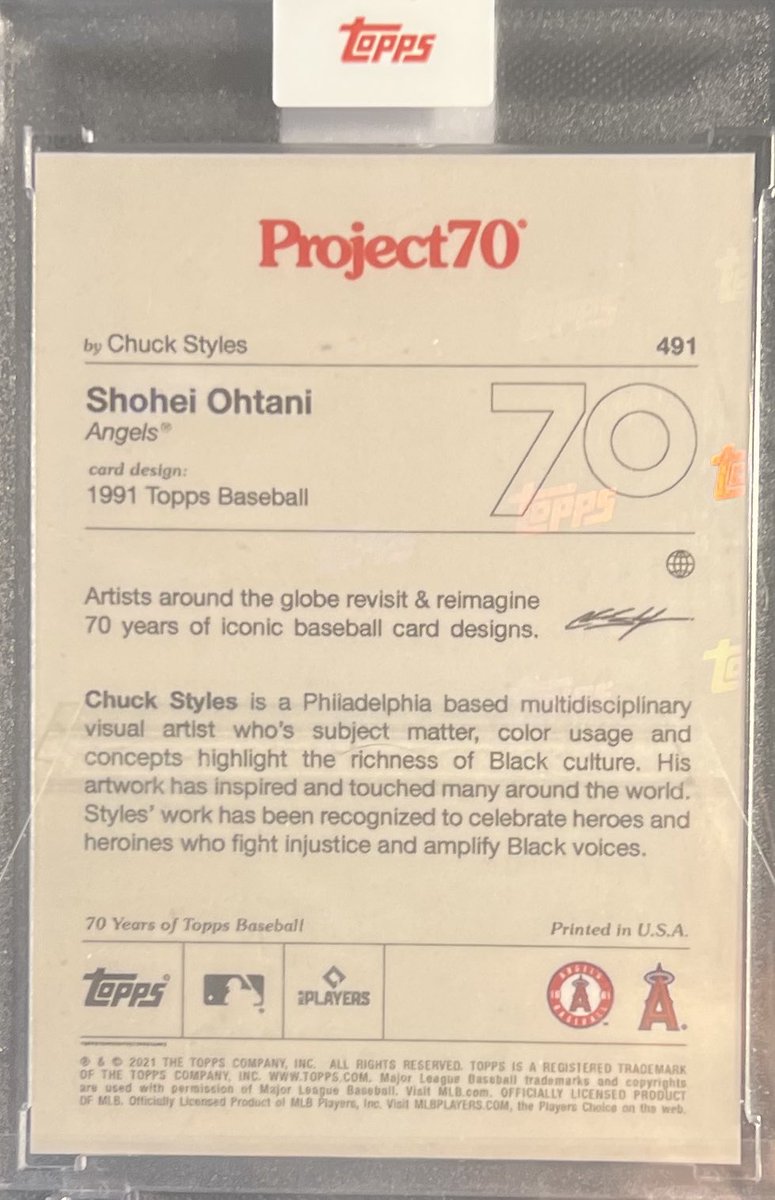 TOPPS
Project70®
by Chuck Styles
491
Shohei Ohtani
Angels®
card design:
1991 Topps Baseball
70
Artists around the globe revisit & reimagine
70 years of iconic baseball card designs.
Chuck Styles is a Philadelphia based multidisciplinary
visual artist who's subject matter, color usage and
concepts highlight the richness of Black culture. His
artwork has inspired and touched many around the world.
Styles' work has been recognized to celebrate heroes and
heroines who fight injustice and amplify Black voices.
70 Years of Topps Baseball
Printed in U.S.A.
TOPPS®
PLAYERS
ANGELS
BASEBALL
A
A
® & © 2021 THE TOPPS COMPANY, INC. ALL RIGHTS RESERVED. TOPPS IS A REGISTERED TRADEMARK
OF THE TOPPS COMPANY, INC. WWW.TOPPS.COM. Major League Baseball trademarks and copyrights
are used with permission of Major League Baseball. Visit MLB.com. OFFICIALLY LICENSED PRODUCT
OF MLB. Officially Licensed Product of MLB Players, Inc. Visit MLBPLAYERS.COM, the Players Choice on the web.